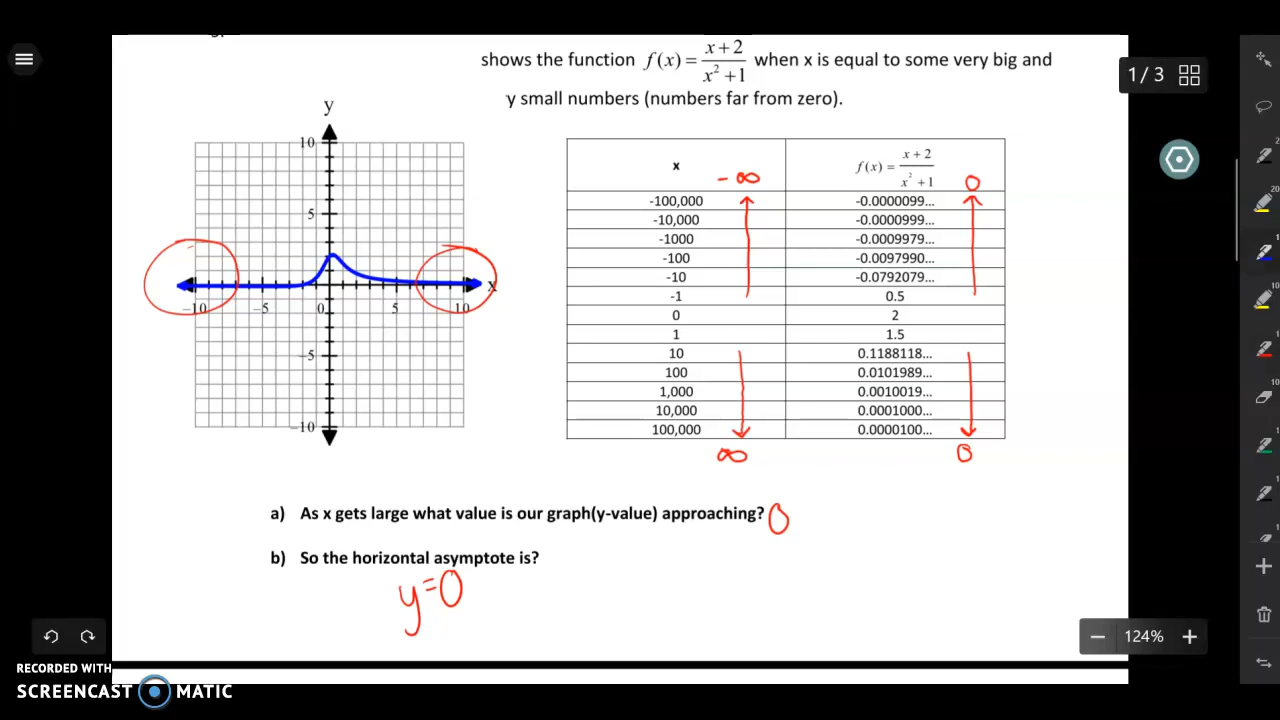 shows the function f(x) = x+2 / x² +1 when x is equal to some very big and
y small numbers (numbers far from zero).
1 / 3
y
10
5
-10
-5
0
5
10
x
-5
-10
x f(x) = x+2 / x² +1
-∞ 0
-100,000 -0.0000099...
-10,000 -0.0000999...
-1000 -0.0009979...
-100 -0.0097990...
-10 -0.0792079...
-1 0.5
0 2
1 1.5
10 0.1188118...
100 0.0101989...
1,000 0.0010019...
10,000 0.0001000...
100,000 0.0000100...
∞ 0
a) As x gets large what value is our graph(y-value) approaching? 0
b) So the horizontal asymptote is?
y=0
124%
RECORDED WITH
SCREENCAST MATIC